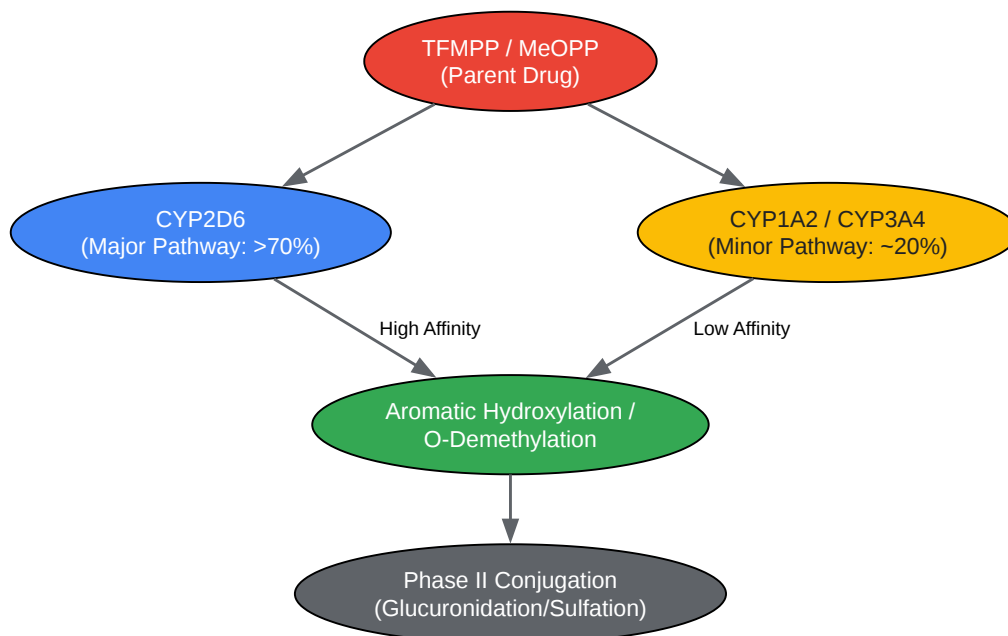 TFMPP / MeOPP
(Parent Drug)
CYP2D6
(Major Pathway: >70%)
CYP1A2 / CYP3A4
(Minor Pathway: ~20%)
High Affinity
Low Affinity
Aromatic Hydroxylation /
O-Demethylation
Phase II Conjugation
(Glucuronidation/Sulfation)